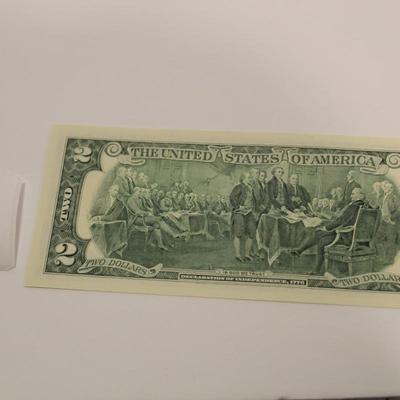 THE UNITED STATES OF AMERICA
2
TWO
2
TWO DOLLARS
TWO DOLLARS
IN GOD WE TRUST
DECLARATION OF INDEPENDENCE, 1776